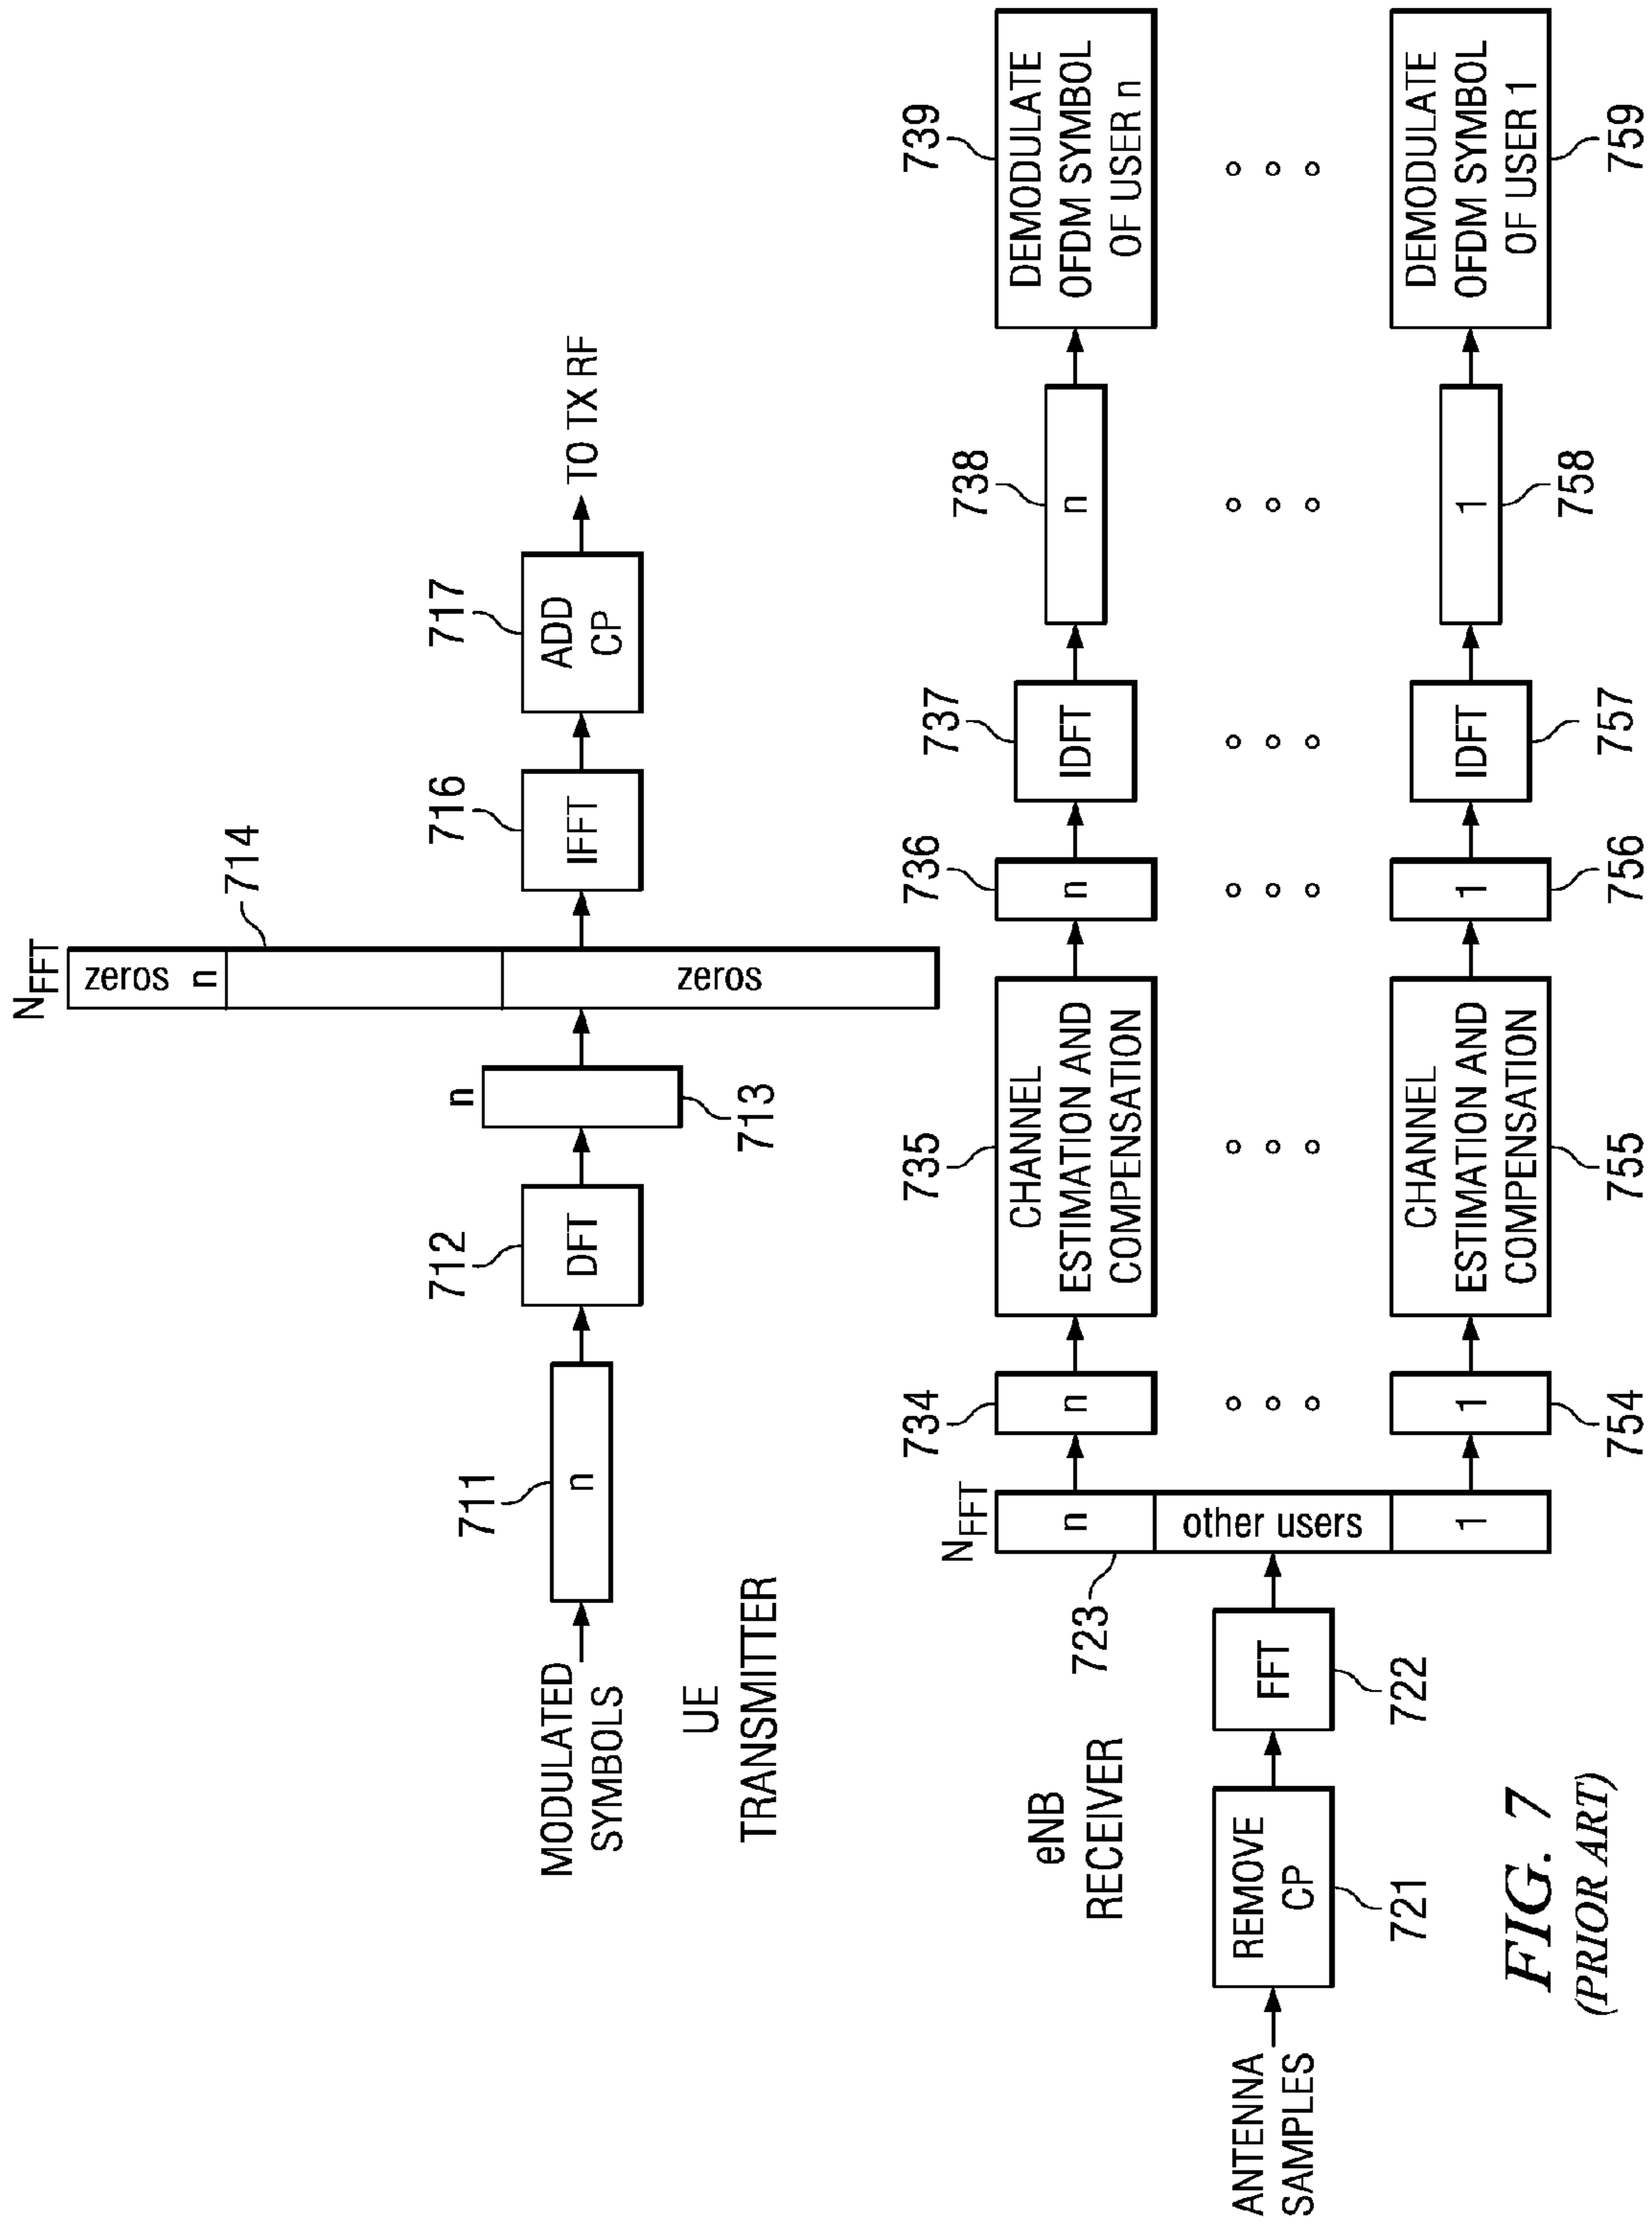 MODULATED
SYMBOLS
711
n
712
DFT
n
713
N_FFT
zeros
n
zeros
714
716
IFFT
717
ADD
CP
TO TX RF
UE
TRANSMITTER
eNB
RECEIVER
ANTENNA
SAMPLES
REMOVE
CP
721
FFT
722
723
N_FFT
n
other users
1
734
n
735
CHANNEL
ESTIMATION AND
COMPENSATION
736
n
737
IDFT
738
n
739
DEMODULATE
OFDM SYMBOL
OF USER n
1
754
CHANNEL
ESTIMATION AND
COMPENSATION
755
1
756
IDFT
757
1
758
DEMODULATE
OFDM SYMBOL
OF USER 1
759
FIG. 7
(PRIOR ART)